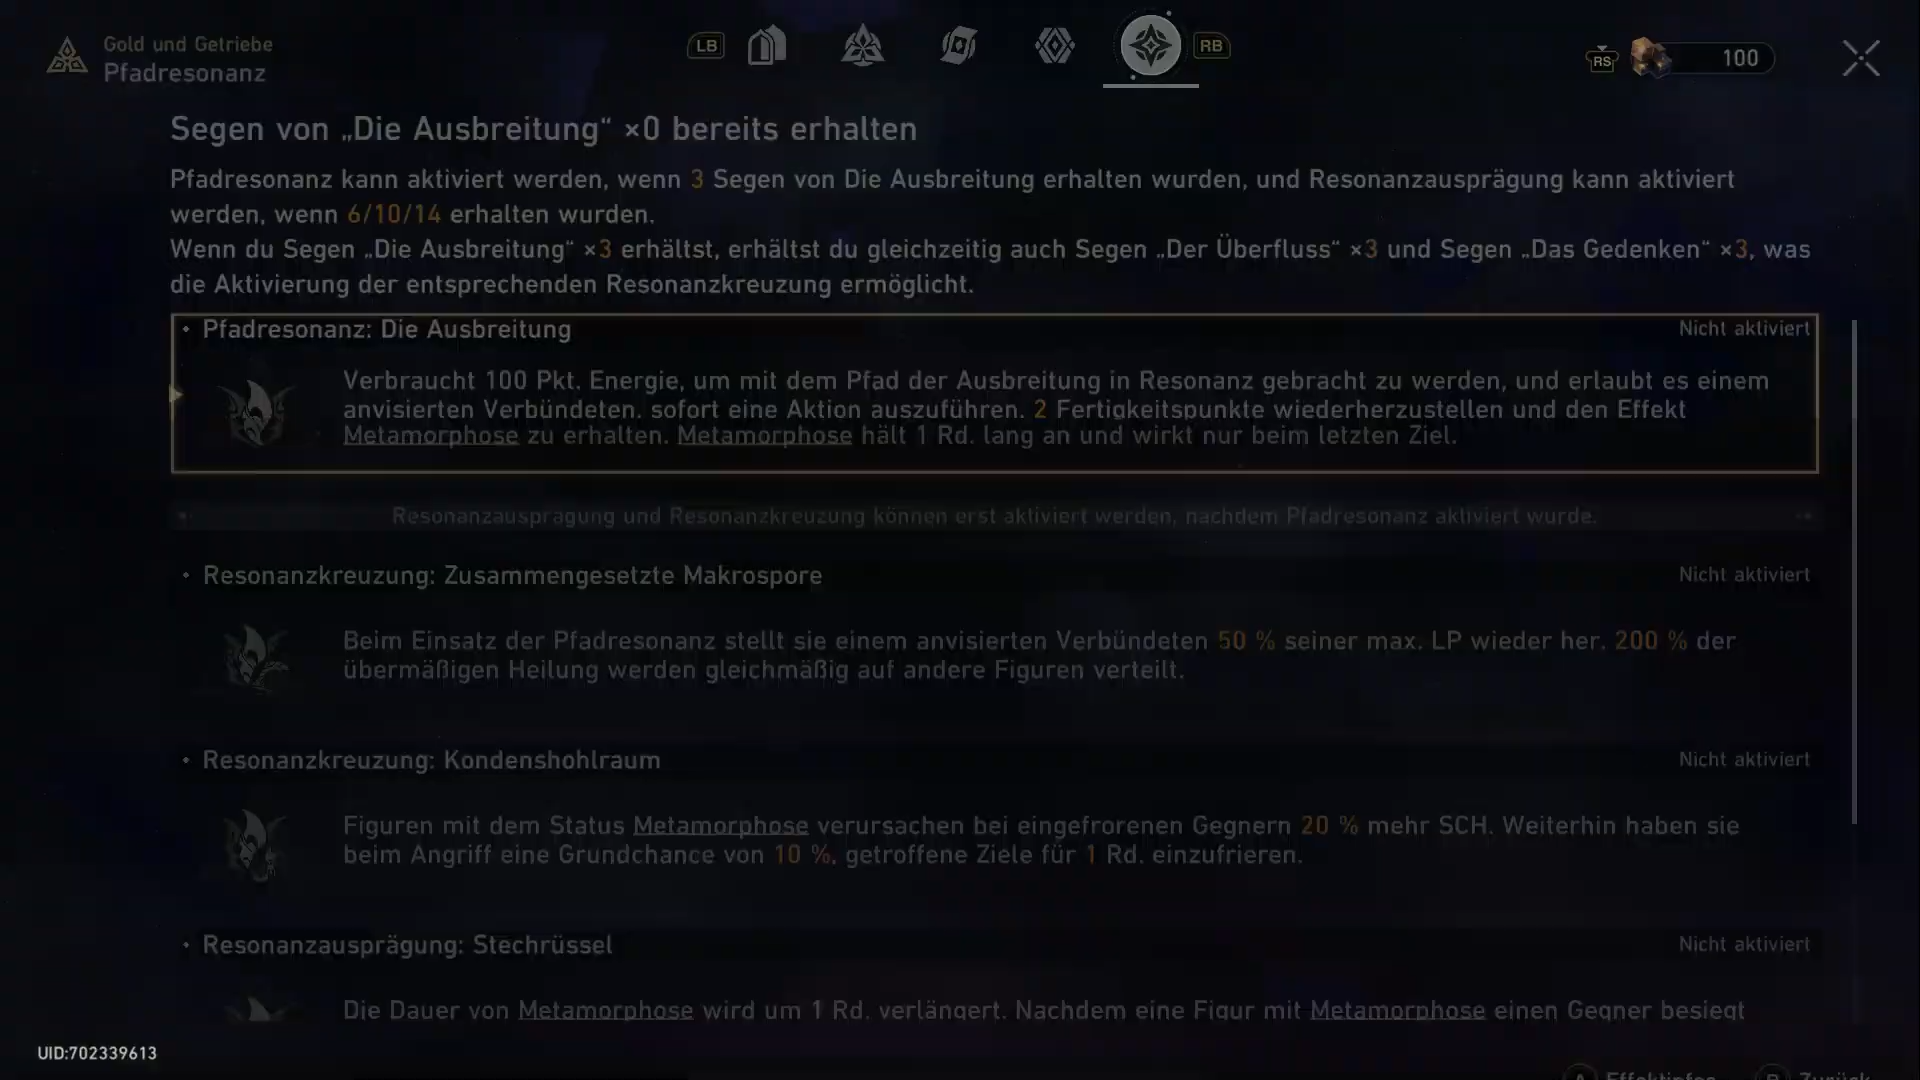 Gold und Getriebe
Pfadresonanz
LB
RB
RS
100
Segen von „Die Ausbreitung“ ×0 bereits erhalten
Pfadresonanz kann aktiviert werden, wenn 3 Segen von Die Ausbreitung erhalten wurden, und Resonanzausprägung kann aktiviert
werden, wenn 6/10/14 erhalten wurden.
Wenn du Segen „Die Ausbreitung“ ×3 erhältst, erhältst du gleichzeitig auch Segen „Der Überfluss“ ×3 und Segen „Das Gedenken“ ×3, was
die Aktivierung der entsprechenden Resonanzkreuzung ermöglicht.
• Pfadresonanz: Die Ausbreitung
Nicht aktiviert
Verbraucht 100 Pkt. Energie, um mit dem Pfad der Ausbreitung in Resonanz gebracht zu werden, und erlaubt es einem
anvisierten Verbündeten, sofort eine Aktion auszuführen, 2 Fertigkeitspunkte wiederherzustellen und den Effekt
Metamorphose zu erhalten. Metamorphose hält 1 Rd. lang an und wirkt nur beim letzten Ziel.
Resonanzausprägung und Resonanzkreuzung können erst aktiviert werden, nachdem Pfadresonanz aktiviert wurde.
• Resonanzkreuzung: Zusammengesetzte Makrospore
Nicht aktiviert
Beim Einsatz der Pfadresonanz stellt sie einem anvisierten Verbündeten 50 % seiner max. LP wieder her. 200 % der
übermäßigen Heilung werden gleichmäßig auf andere Figuren verteilt.
• Resonanzkreuzung: Kondenshohlraum
Nicht aktiviert
Figuren mit dem Status Metamorphose verursachen bei eingefrorenen Gegnern 20 % mehr SCH. Weiterhin haben sie
beim Angriff eine Grundchance von 10 %, getroffene Ziele für 1 Rd. einzufrieren.
• Resonanzausprägung: Stechrüssel
Nicht aktiviert
Die Dauer von Metamorphose wird um 1 Rd. verlängert. Nachdem eine Figur mit Metamorphose einen Gegner besiegt
UID:702339613
A Effektinfos B Zurück